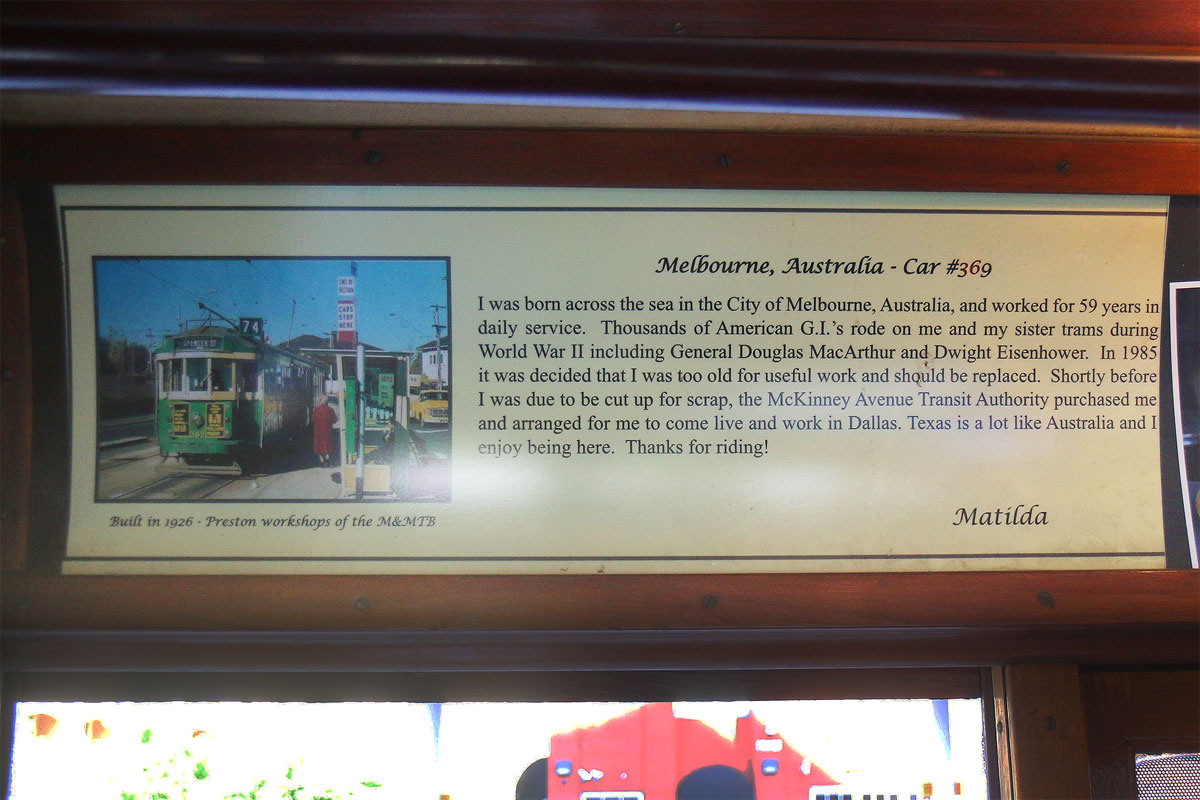 Melbourne, Australia - Car #369
I was born across the sea in the City of Melbourne, Australia, and worked for 59 years in
daily service. Thousands of American G.I.'s rode on me and my sister trams during
World War II including General Douglas MacArthur and Dwight Eisenhower. In 1985
it was decided that I was too old for useful work and should be replaced. Shortly before
I was due to be cut up for scrap, the McKinney Avenue Transit Authority purchased me
and arranged for me to come live and work in Dallas. Texas is a lot like Australia and I
enjoy being here. Thanks for riding!
Matilda
74
SPENCER ST
CARS
STOP
HERE
Built in 1926 - Preston workshops of the M&MTB